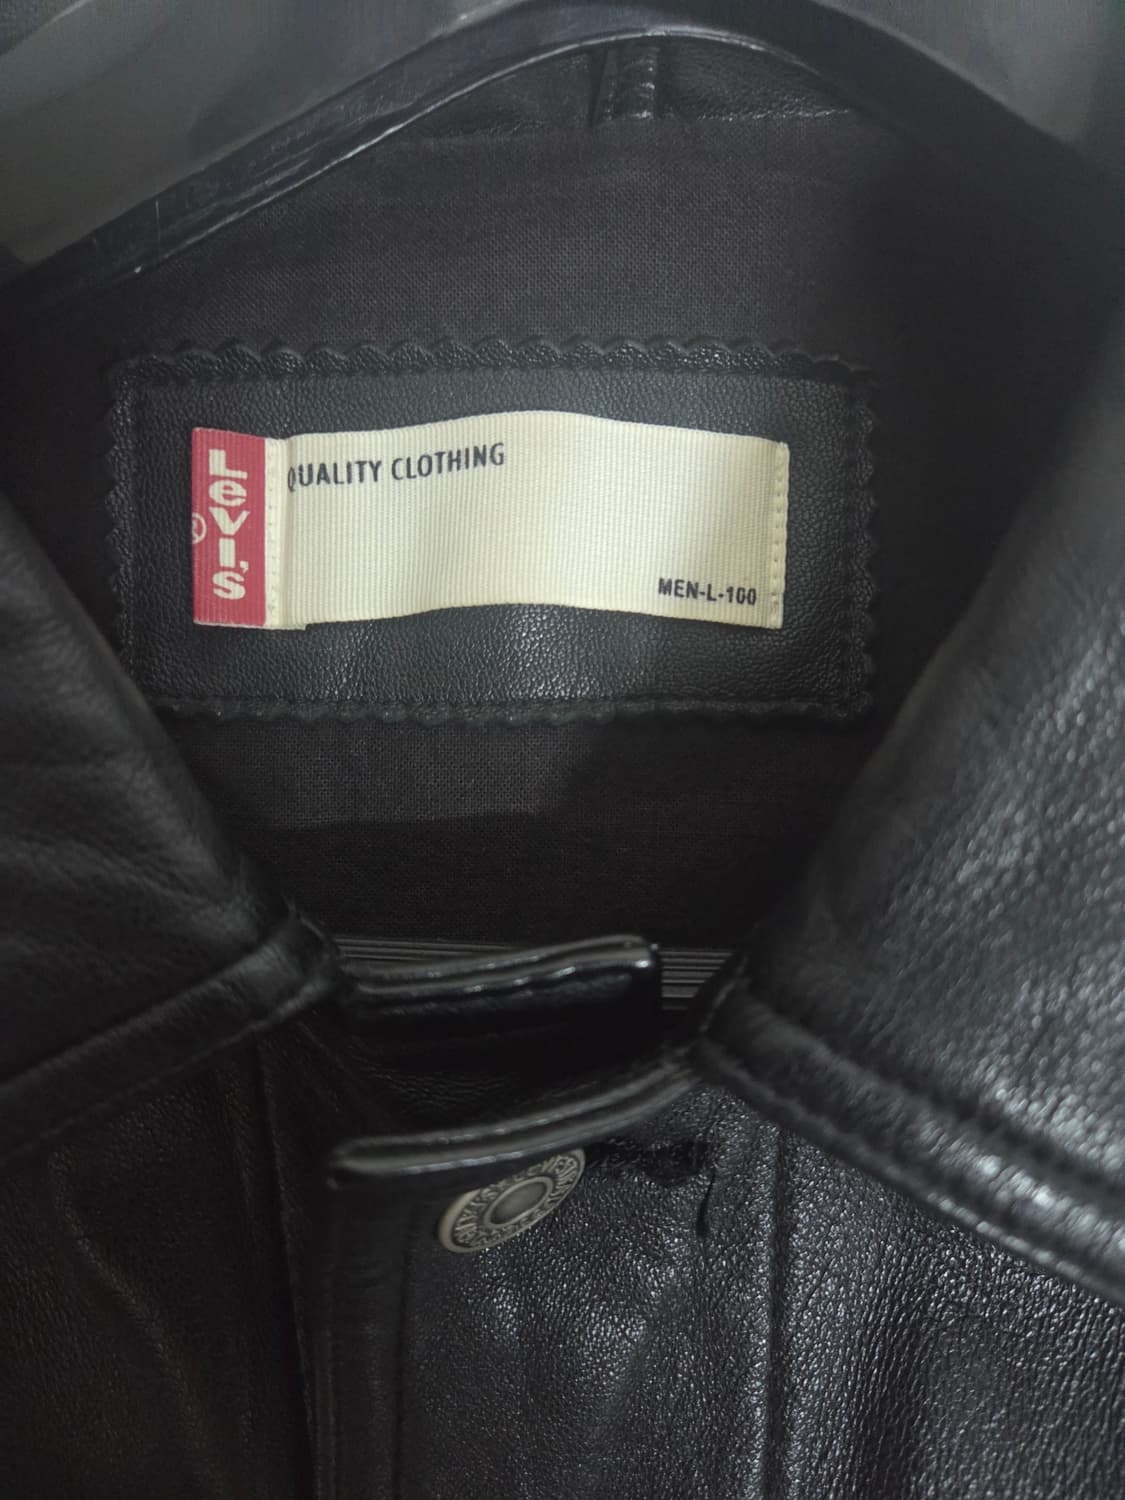 Levi's
®
QUALITY CLOTHING
MEN-L-100